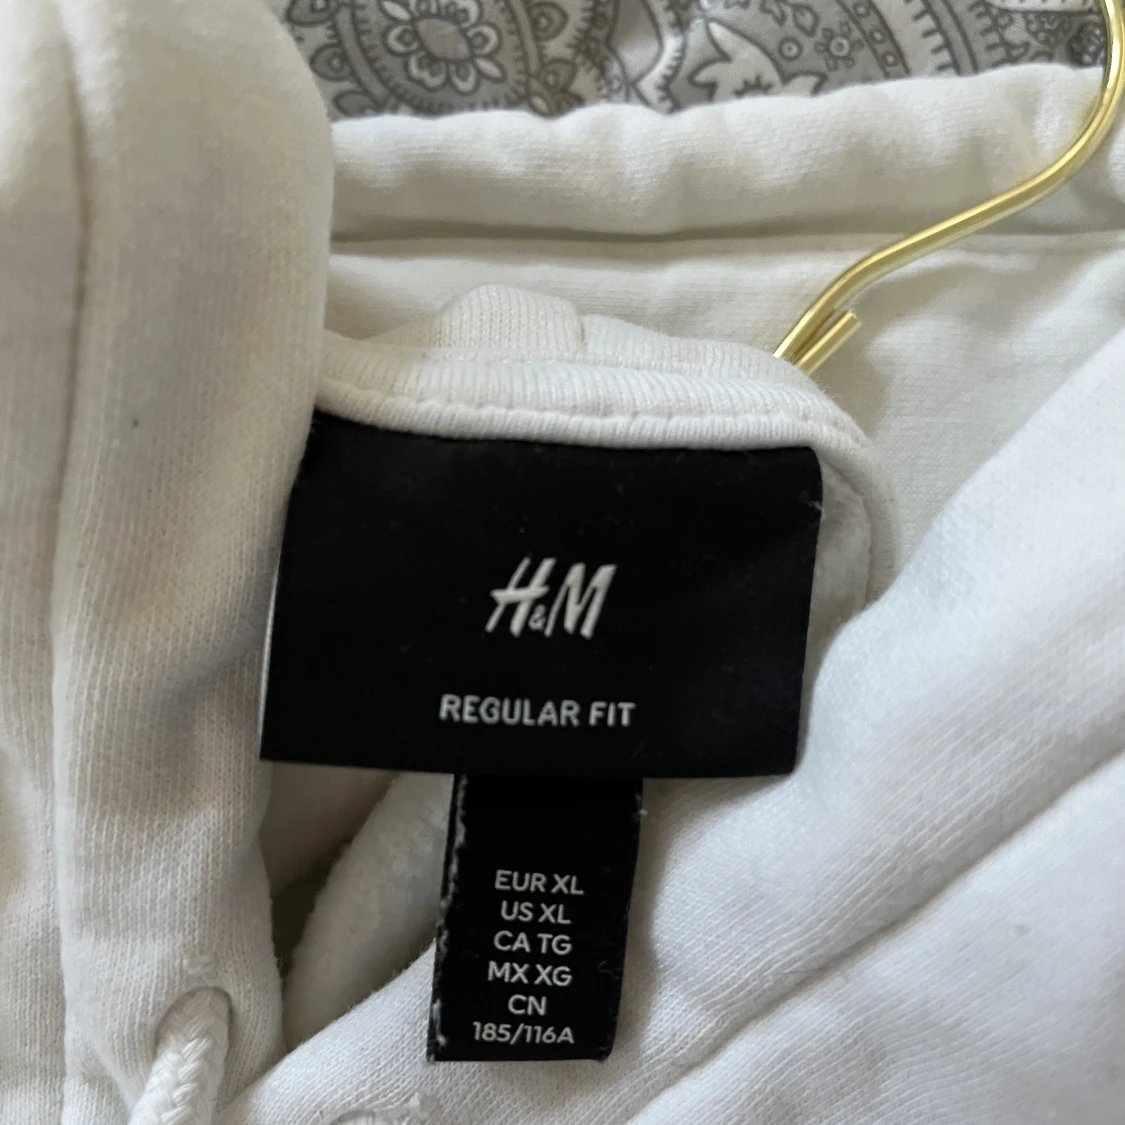 H&M
REGULAR FIT
EUR XL
US XL
CA TG
MX XG
CN
185/116A